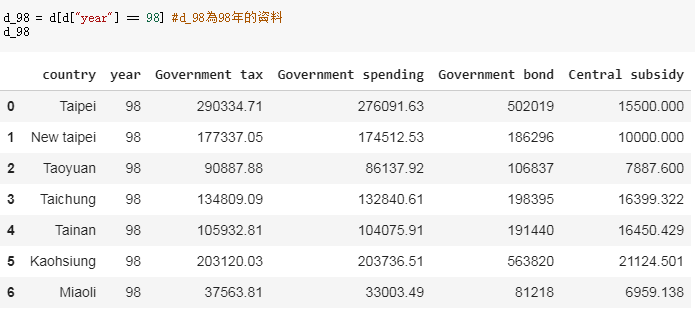 d_98 = d[d["year"] == 98] #d_98為98年的資料
d_98
country year Government tax Government spending Government bond Central subsidy
0 Taipei 98 290334.71 276091.63 502019 15500.000
1 New taipei 98 177337.05 174512.53 186296 10000.000
2 Taoyuan 98 90887.88 86137.92 106837 7887.600
3 Taichung 98 134809.09 132840.61 198395 16399.322
4 Tainan 98 105932.81 104075.91 191440 16450.429
5 Kaohsiung 98 203120.03 203736.51 563820 21124.501
6 Miaoli 98 37563.81 33003.49 81218 6959.138